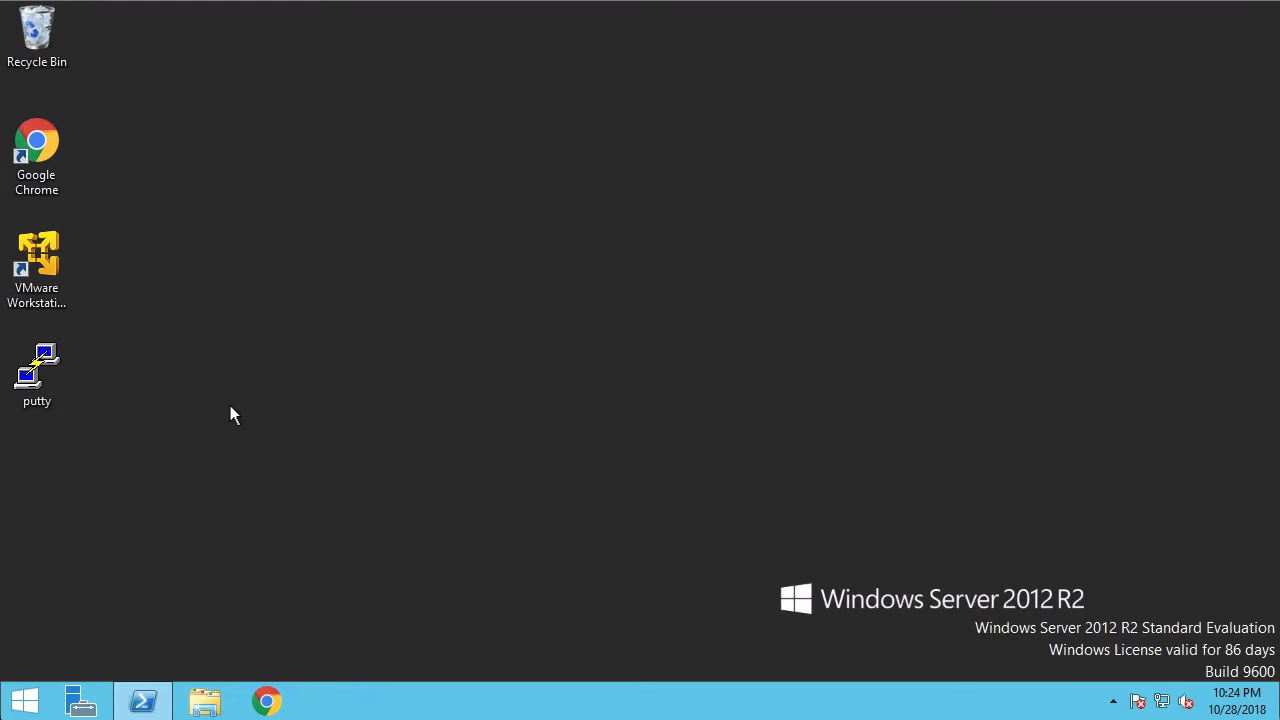 Recycle Bin
Google
Chrome
VMware
Workstati...
putty
Windows Server 2012 R2
Windows Server 2012 R2 Standard Evaluation
Windows License valid for 86 days
Build 9600
10:24 PM
10/28/2018